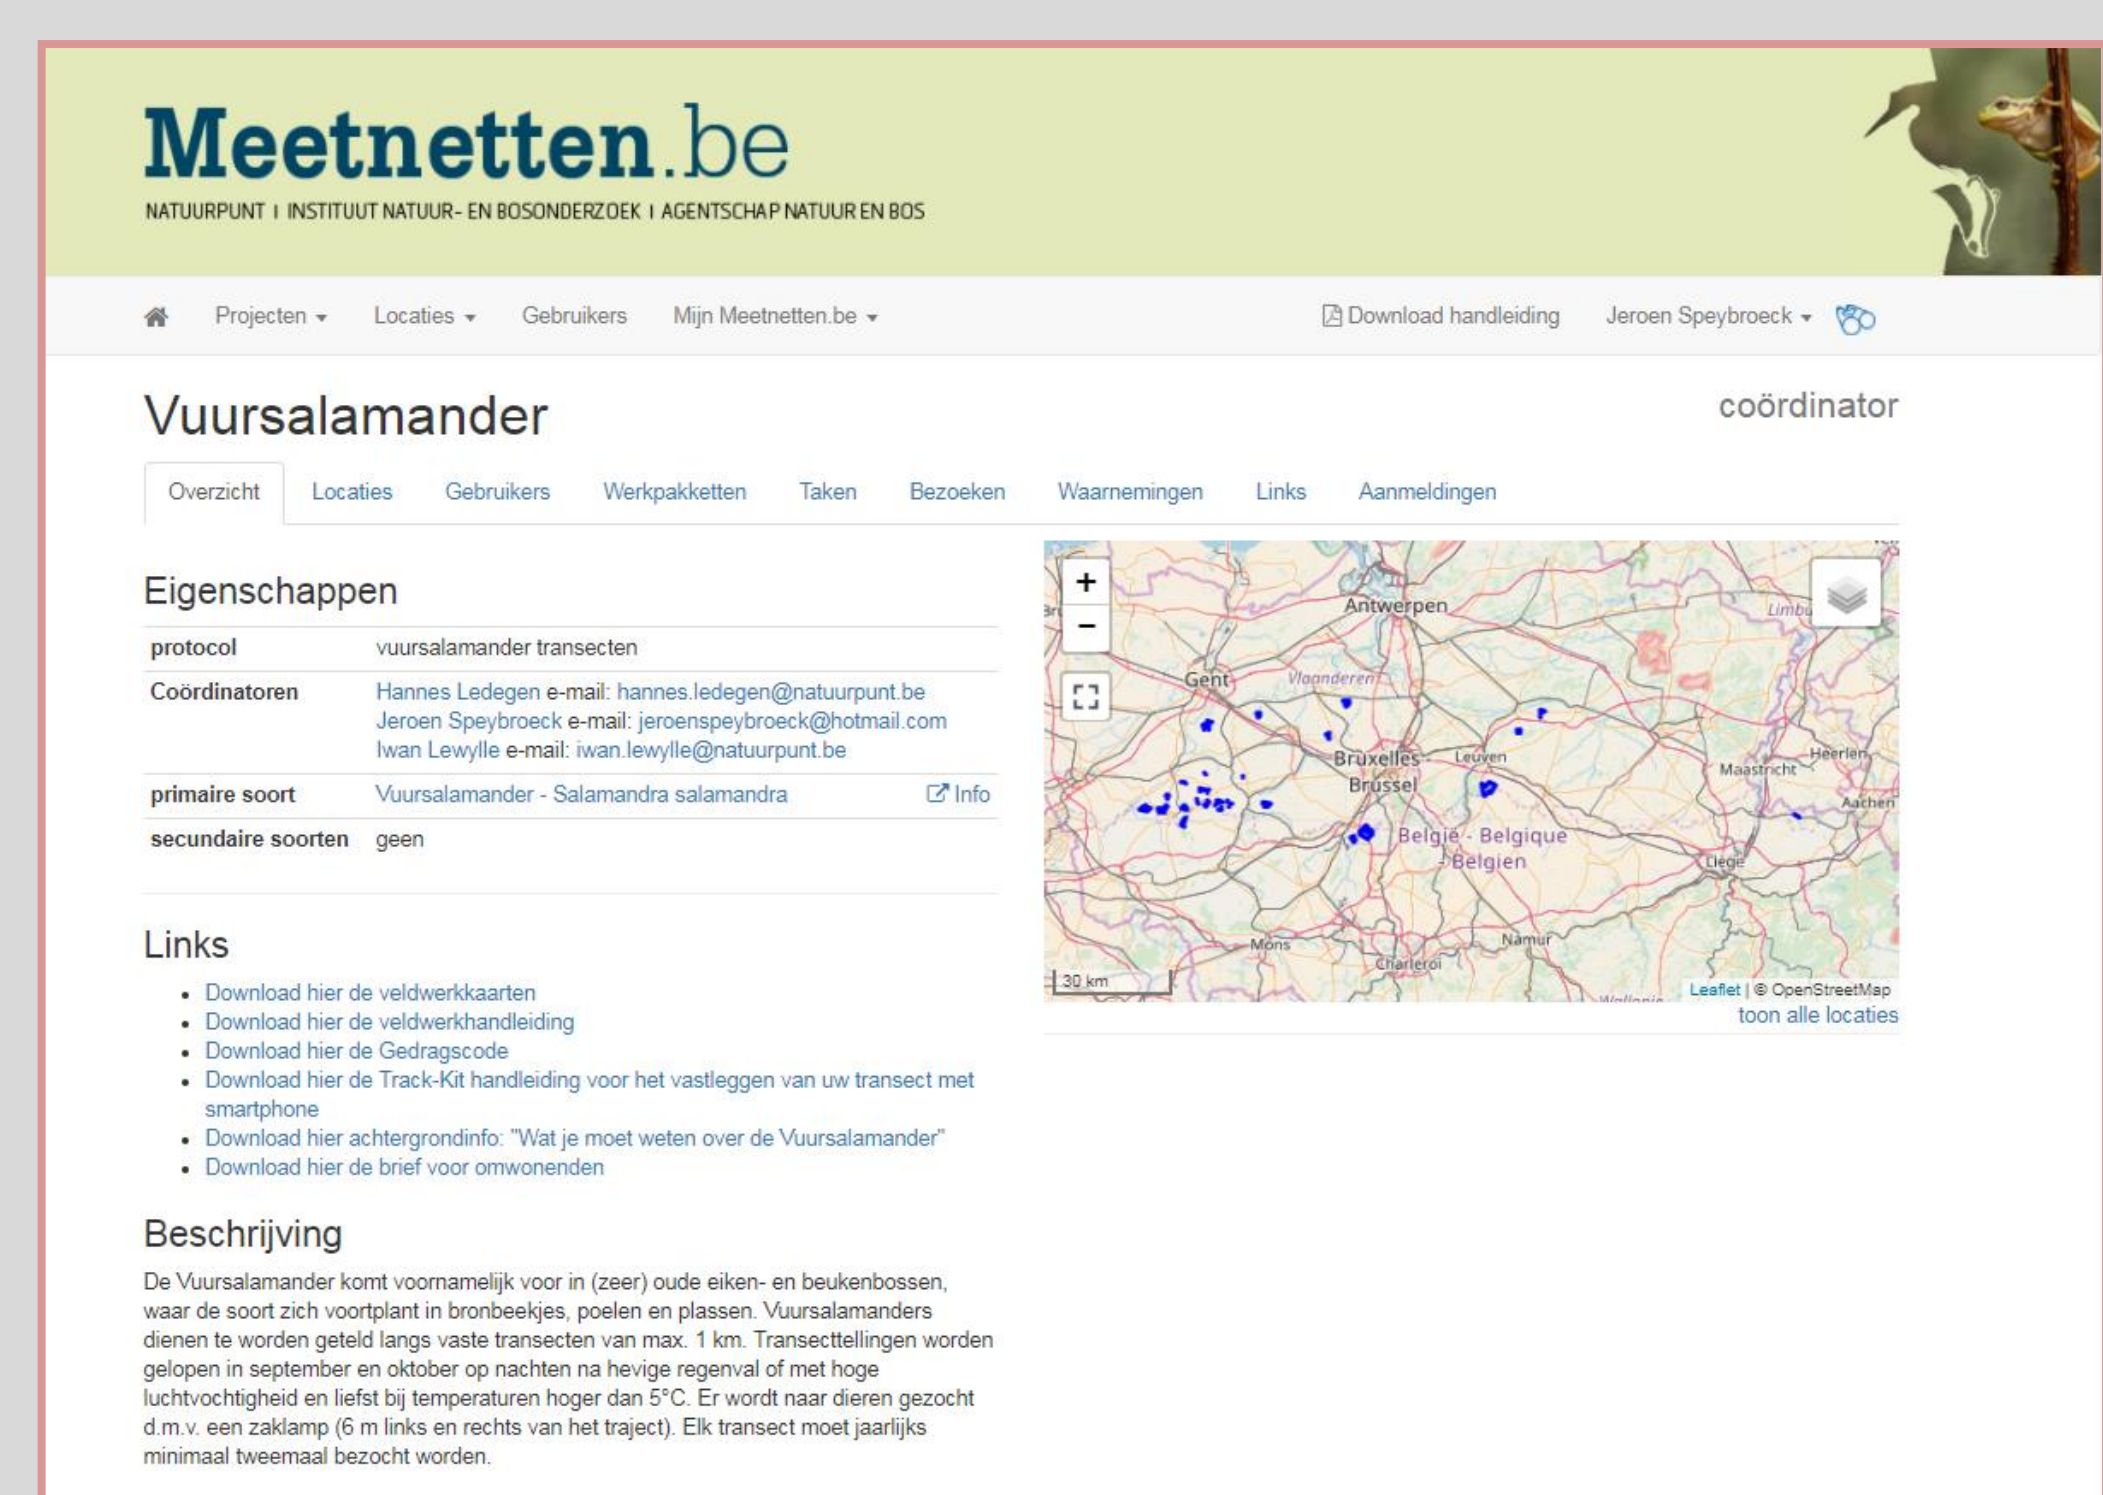 Meetnetten.be
NATUURPUNT I INSTITUUT NATUUR- EN BOSONDERZOEK I AGENTSCHAP NATUUR EN BOS
Projecten Locaties Gebruikers Mijn Meetnetten.be Download handleiding Jeroen Speybroeck
Vuursalamander
coördinator
Overzicht Locaties Gebruikers Werkpakketten Taken Bezoeken Waarnemingen Links Aanmeldingen
Eigenschappen
protocol vuursalamander transecten
Coördinatoren Hannes Ledegen e-mail: hannes.ledegen@natuurpunt.be
Jeroen Speybroeck e-mail: jeroenspeybroeck@hotmail.com
Iwan Lewylle e-mail: iwan.lewylle@natuurpunt.be
primaire soort Vuursalamander - Salamandra salamandra Info
secundaire soorten geen
Links
• Download hier de veldwerkkaarten
• Download hier de veldwerkhandleiding
• Download hier de Gedragscode
• Download hier de Track-Kit handleiding voor het vastleggen van uw transect met
smartphone
• Download hier achtergrondinfo: "Wat je moet weten over de Vuursalamander"
• Download hier de brief voor omwonenden
Beschrijving
De Vuursalamander komt voornamelijk voor in (zeer) oude eiken- en beukenbossen,
waar de soort zich voortplant in bronbeekjes, poelen en plassen. Vuursalamanders
dienen te worden geteld langs vaste transecten van max. 1 km. Transecttellingen worden
gelopen in september en oktober op nachten na hevige regenval of met hoge
luchtvochtigheid en liefst bij temperaturen hoger dan 5°C. Er wordt naar dieren gezocht
d.m.v. een zaklamp (6 m links en rechts van het traject). Elk transect moet jaarlijks
minimaal tweemaal bezocht worden.
+
−
Antwerpen
Gent
Vlaanderen
Bruxelles -
Brussel
Leuven
Maastricht
Heerlen
Aachen
België - Belgique
- Belgien
Liège
Mons
Namur
Charleroi
30 km
Leaflet | © OpenStreetMap
toon alle locaties